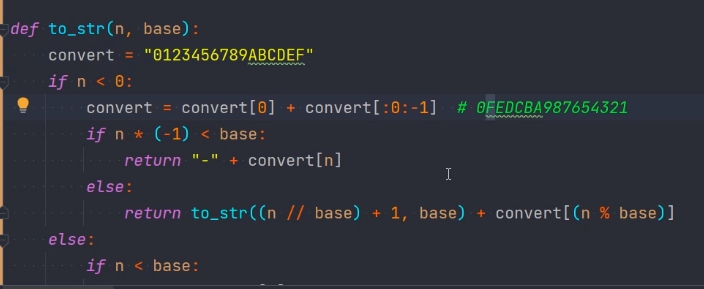 def to_str(n, base):
    convert = "0123456789ABCDEF"
    if n < 0:
        convert = convert[0] + convert[:0:-1]  # 0FEDCBA987654321
        if n * (-1) < base:
            return "-" + convert[n]
        else:
            return to_str((n // base) + 1, base) + convert[(n % base)]
    else:
        if n < base: